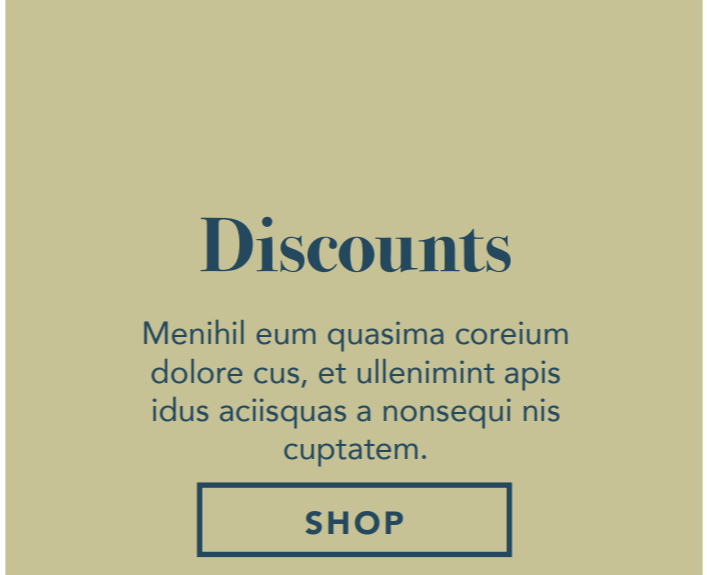 Discounts
Menihil eum quasima coreium
dolore cus, et ullenimint apis
idus aciisquas a nonsequi nis
cuptatem.
SHOP